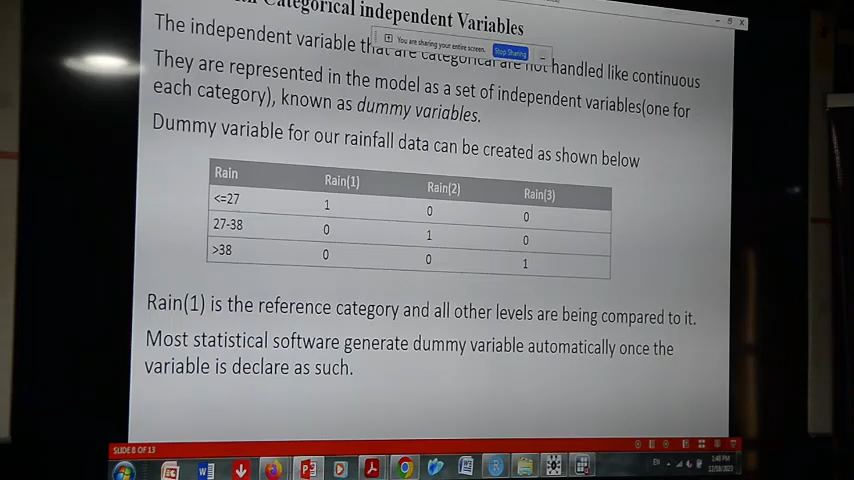 Categorical independent Variables
You are sharing your entire screen. Stop Sharing
The independent variable that are categorical are not handled like continuous
They are represented in the model as a set of independent variables(one for
each category), known as dummy variables.
Dummy variable for our rainfall data can be created as shown below
Rain Rain(1) Rain(2) Rain(3)
<=27 1 0 0
27-38 0 1 0
>38 0 0 1
Rain(1) is the reference category and all other levels are being compared to it.
Most statistical software generate dummy variable automatically once the
variable is declare as such.
SLIDE 8 OF 13
EN 1:48 PM